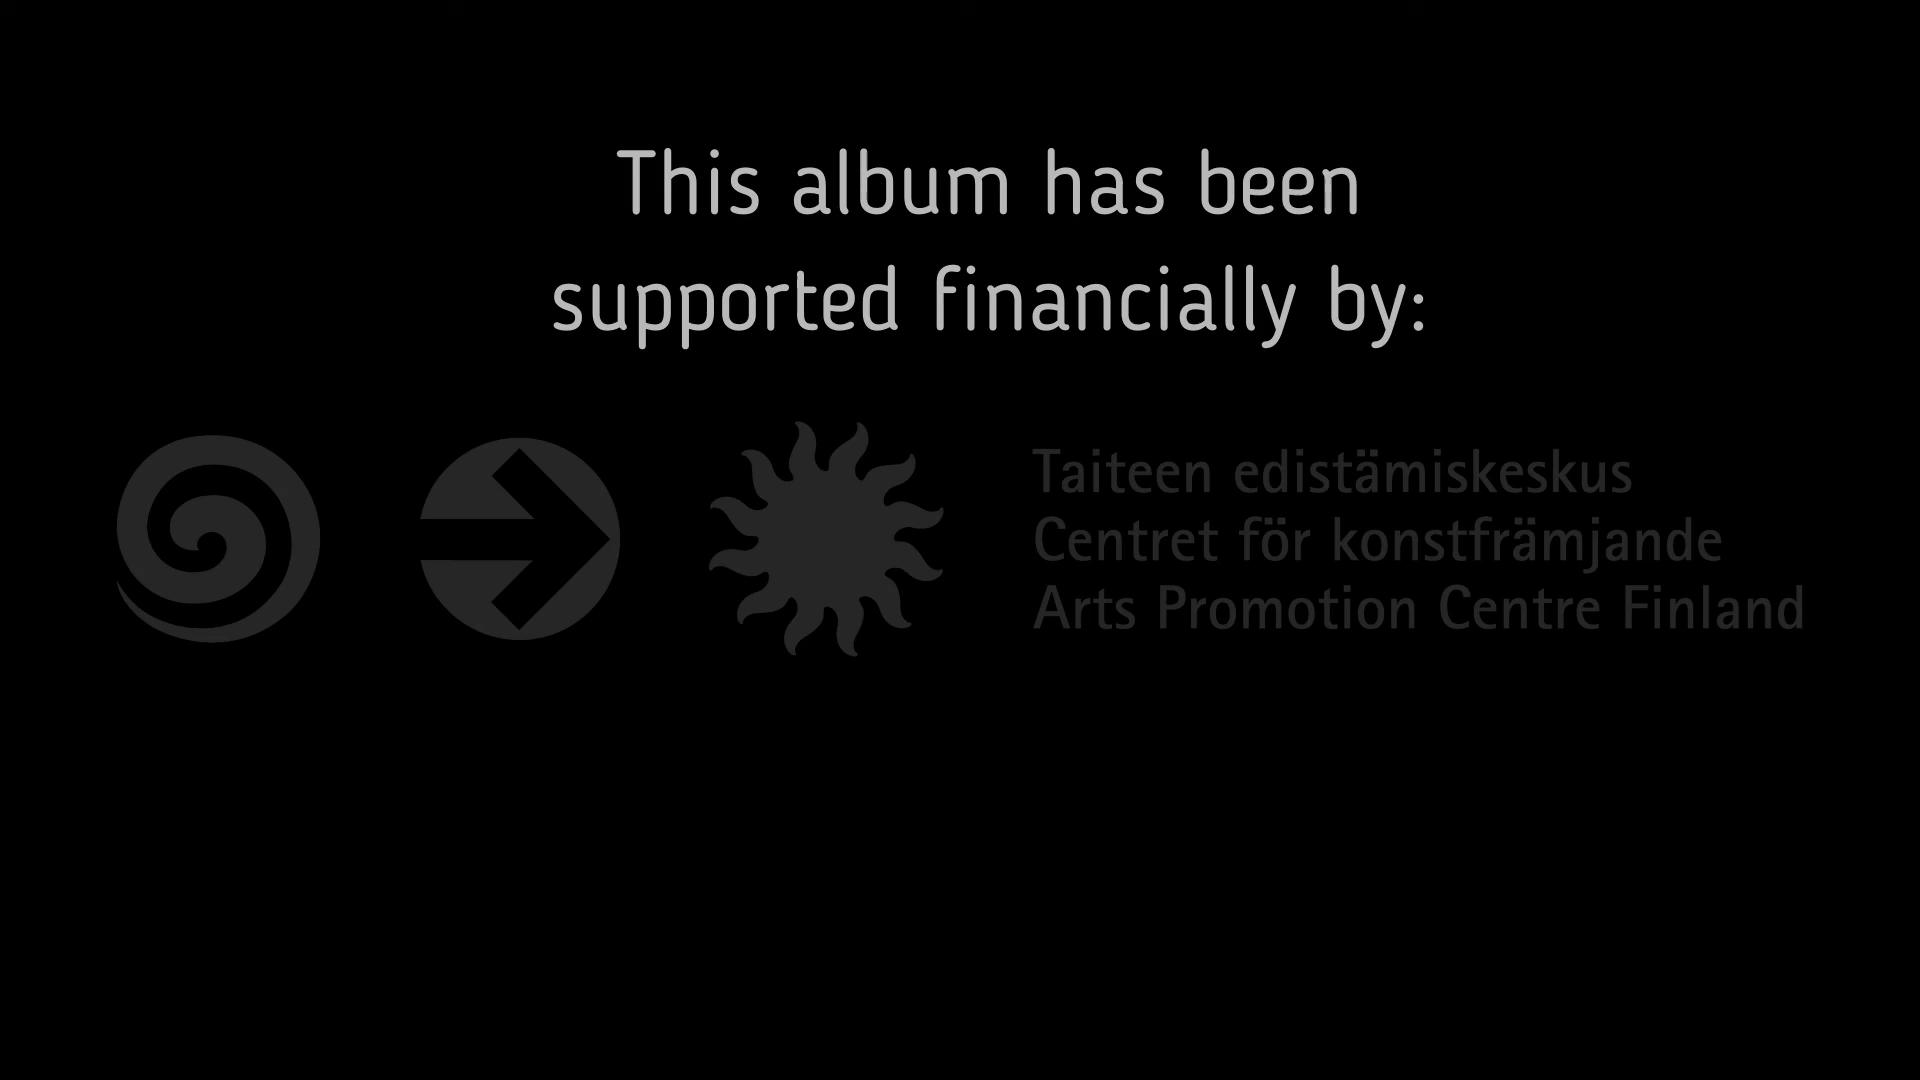 This album has been
supported financially by:
Taiteen edistämiskeskus
Centret för konstfrämjande
Arts Promotion Centre Finland